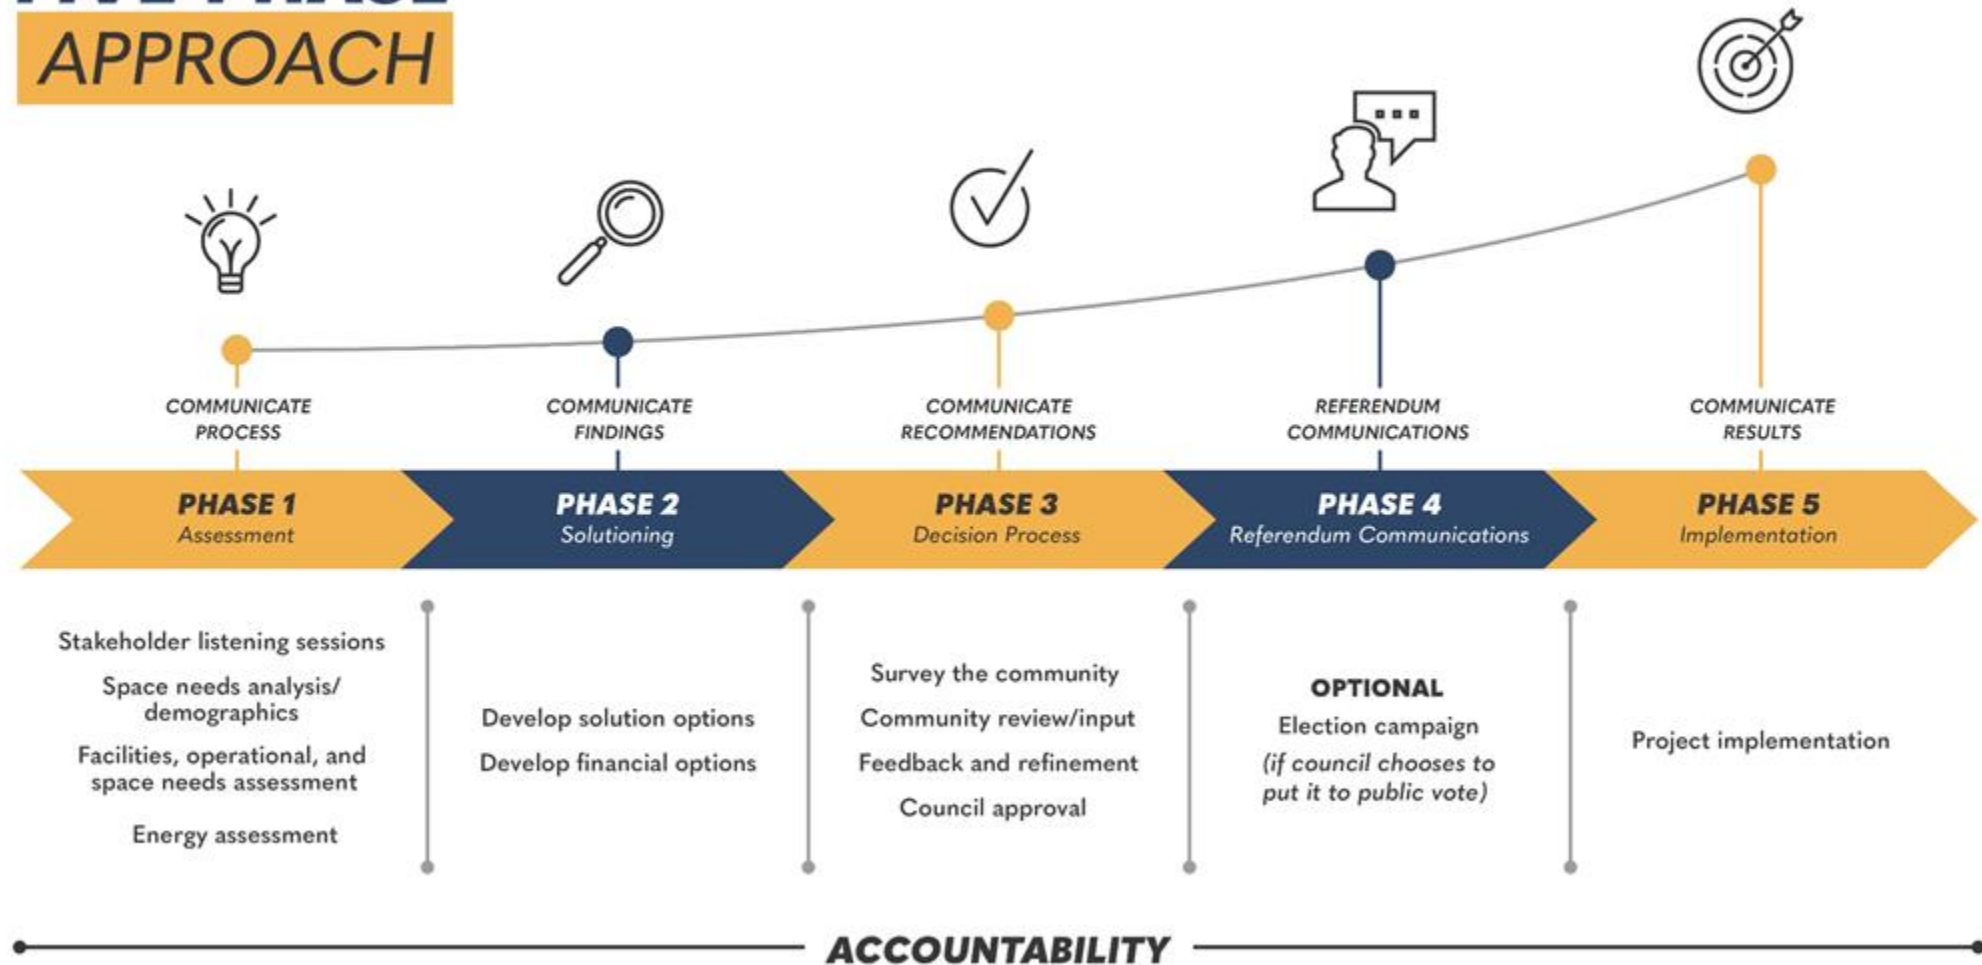 APPROACH
COMMUNICATE
PROCESS
COMMUNICATE
FINDINGS
COMMUNICATE
RECOMMENDATIONS
REFERENDUM
COMMUNICATIONS
COMMUNICATE
RESULTS
PHASE 1
Assessment
PHASE 2
Solutioning
PHASE 3
Decision Process
PHASE 4
Referendum Communications
PHASE 5
Implementation
Stakeholder listening sessions
Space needs analysis/
demographics
Facilities, operational, and
space needs assessment
Energy assessment
Develop solution options
Develop financial options
Survey the community
Community review/input
Feedback and refinement
Council approval
OPTIONAL
Election campaign
(if council chooses to
put it to public vote)
Project implementation
ACCOUNTABILITY